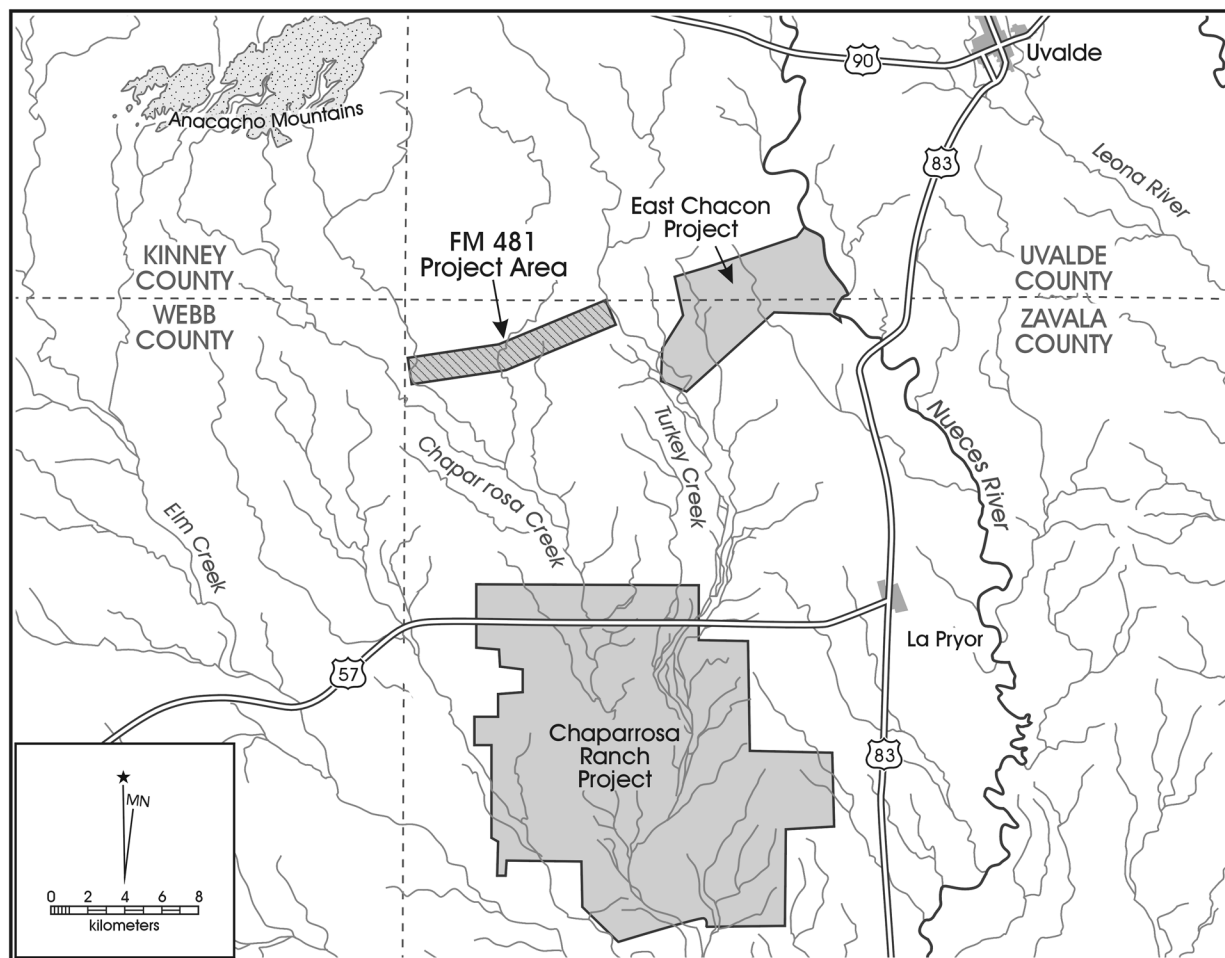 90
Uvalde
Anacacho Mountains
83
Leona River
East Chacon
Project
FM 481
Project Area
KINNEY
COUNTY
UVALDE
COUNTY
WEBB
COUNTY
ZAVALA
COUNTY
Nueces River
Turkey Creek
Chaparrosa Creek
Elm Creek
La Pryor
57
Chaparrosa
Ranch
Project
83
MN
0 2 4 6 8
kilometers